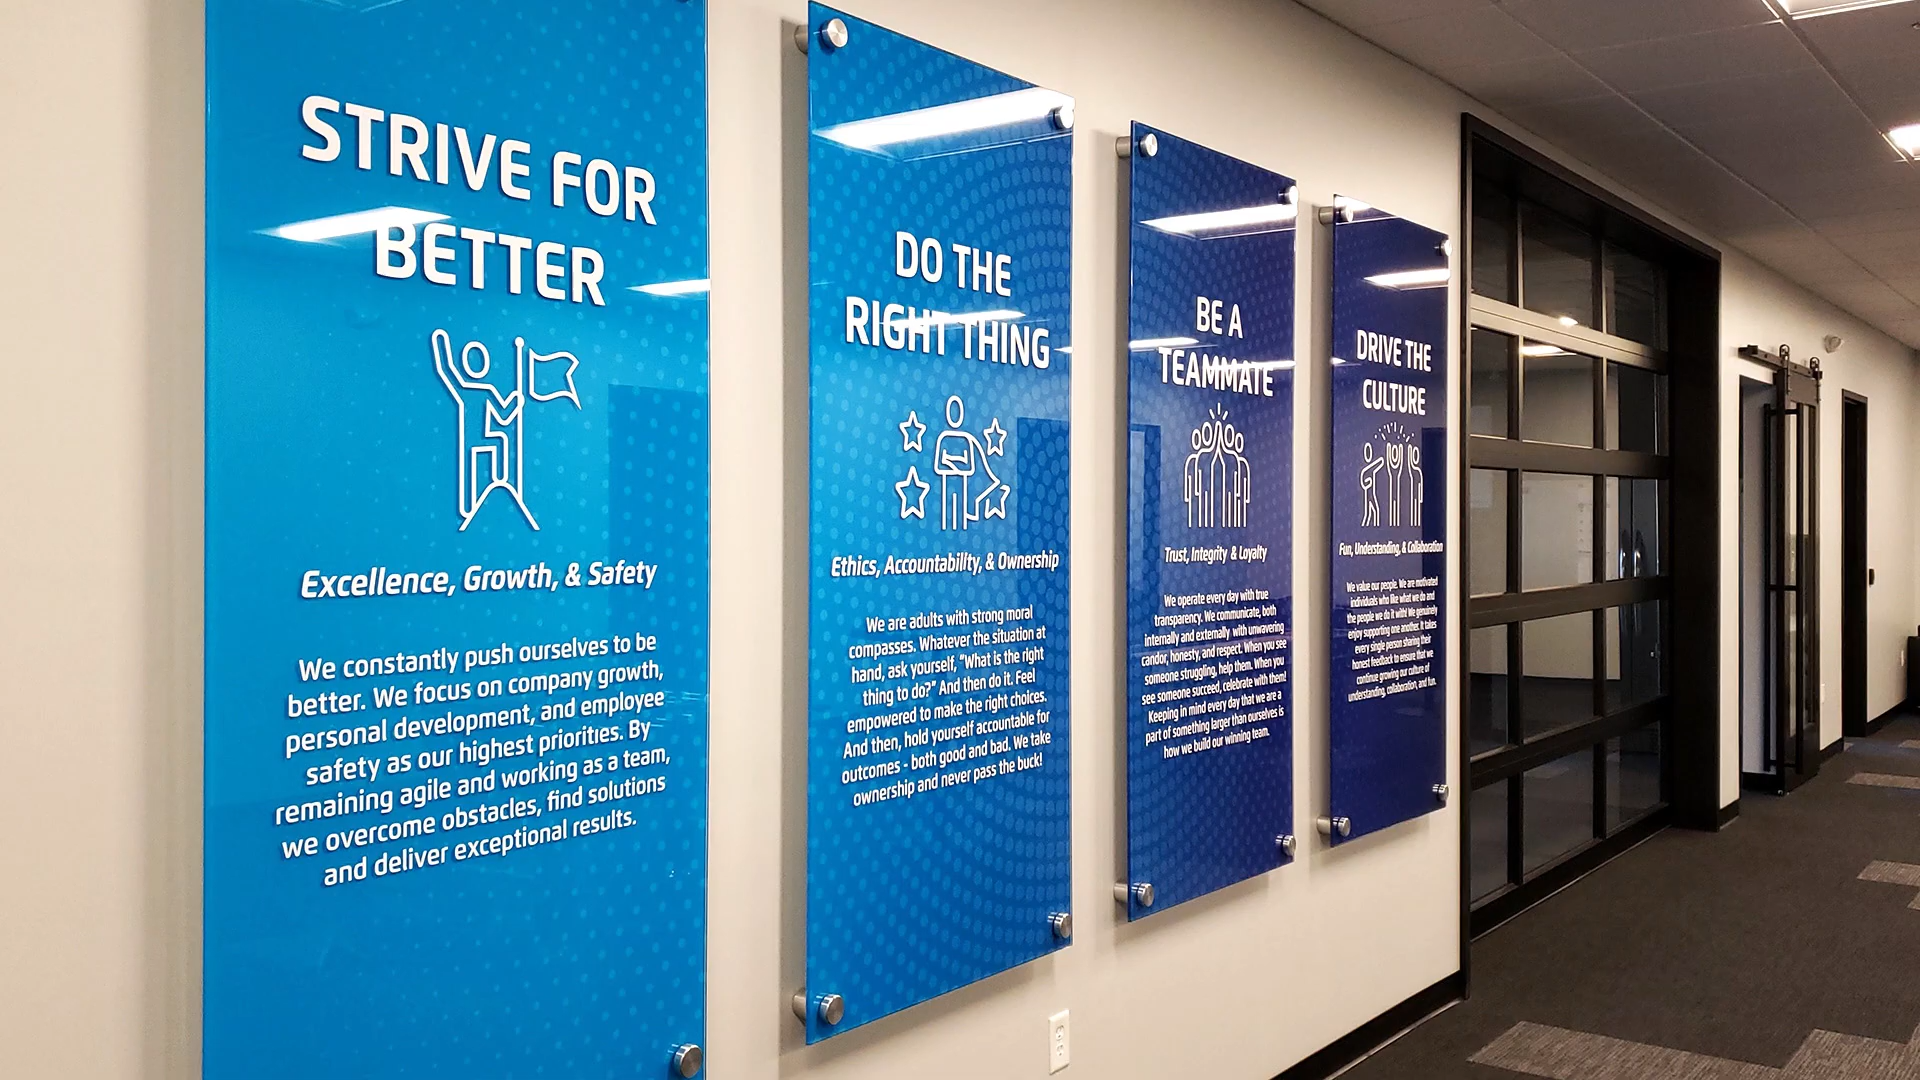 STRIVE FOR
BETTER
Excellence, Growth, & Safety
We constantly push ourselves to be
better. We focus on company growth,
personal development, and employee
safety as our highest priorities. By
remaining agile and working as a team,
we overcome obstacles, find solutions
and deliver exceptional results.
DO THE
RIGHT THING
Ethics, Accountability, & Ownership
We are adults with strong moral
compasses. Whatever the situation at
hand, ask yourself, "What is the right
thing to do?" And then do it. Feel
empowered to make the right choices.
And then, hold yourself accountable for
outcomes - both good and bad. We take
ownership and never pass the buck!
BE A
TEAMMATE
Trust, Integrity & Loyalty
We operate every day with true
transparency. We communicate, both
internally and externally with unwavering
candor, honesty, and respect. When you see
someone struggling, help them. When you
see someone succeed, celebrate with them!
Keeping in mind every day that we are a
part of something larger than ourselves is
how we build our winning team.
DRIVE THE
CULTURE
Fun, Understanding, & Collaboration
We value our people. We are motivated
individuals who like what we do and
the people we do it with! We genuinely
enjoy supporting one another. It takes
every single person sharing their
honest feedback to ensure that we
continue growing our culture of
understanding, collaboration, and fun.